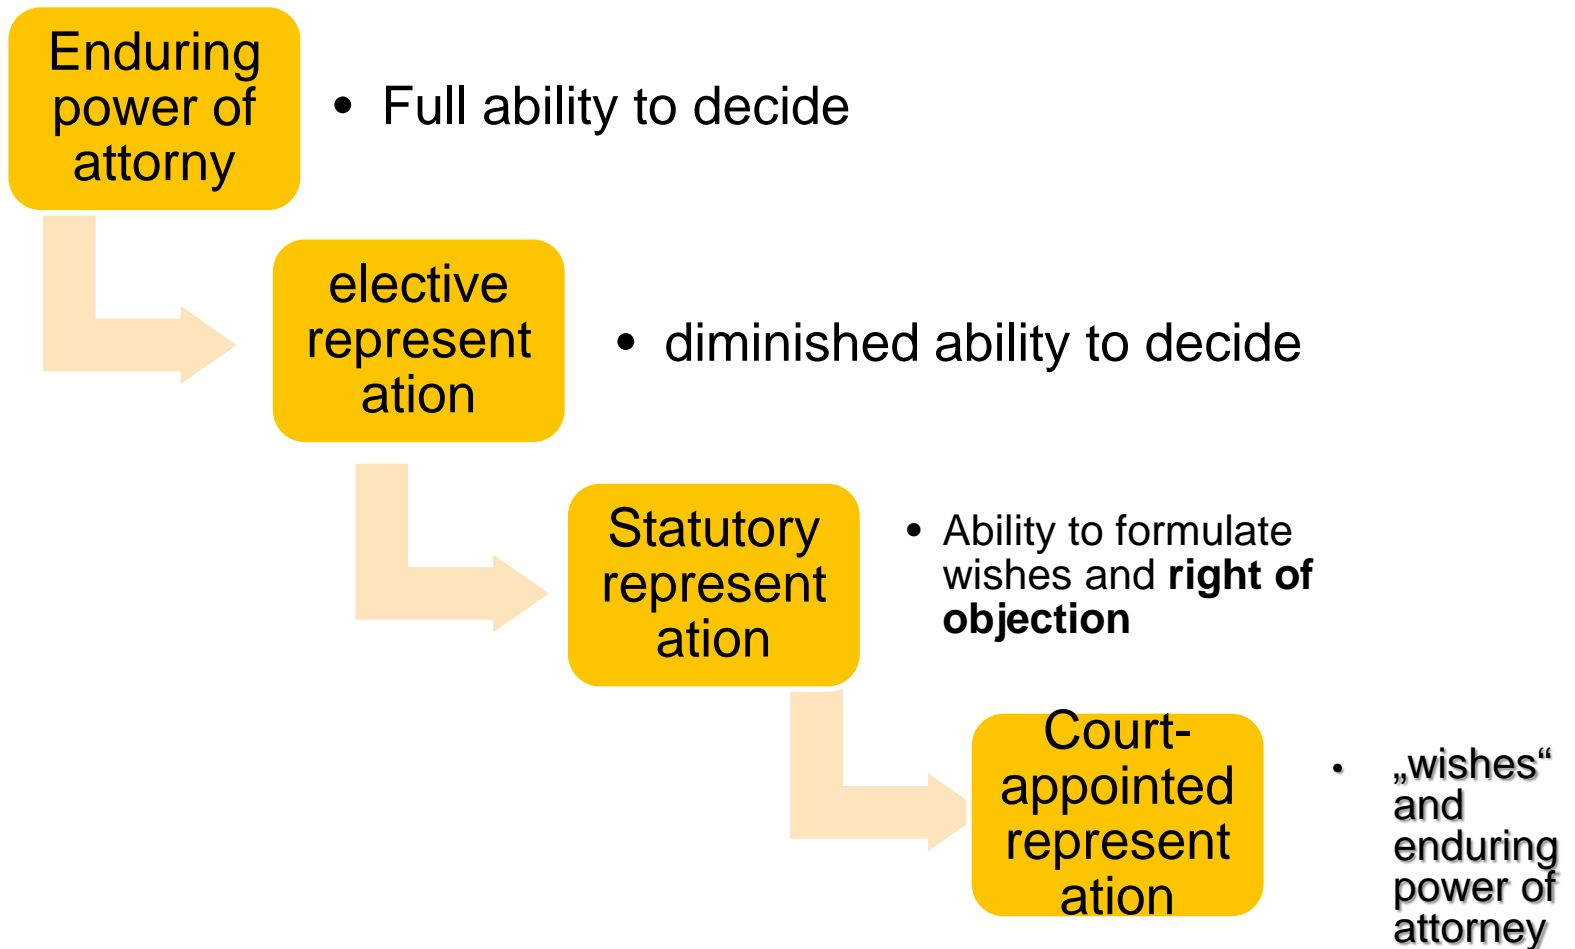 Enduring
power of
attorny
• Full ability to decide
elective
represent
ation
• diminished ability to decide
Statutory
represent
ation
• Ability to formulate
wishes and right of
objection
Court-
appointed
represent
ation
• „wishes“
and
enduring
power of
attorney